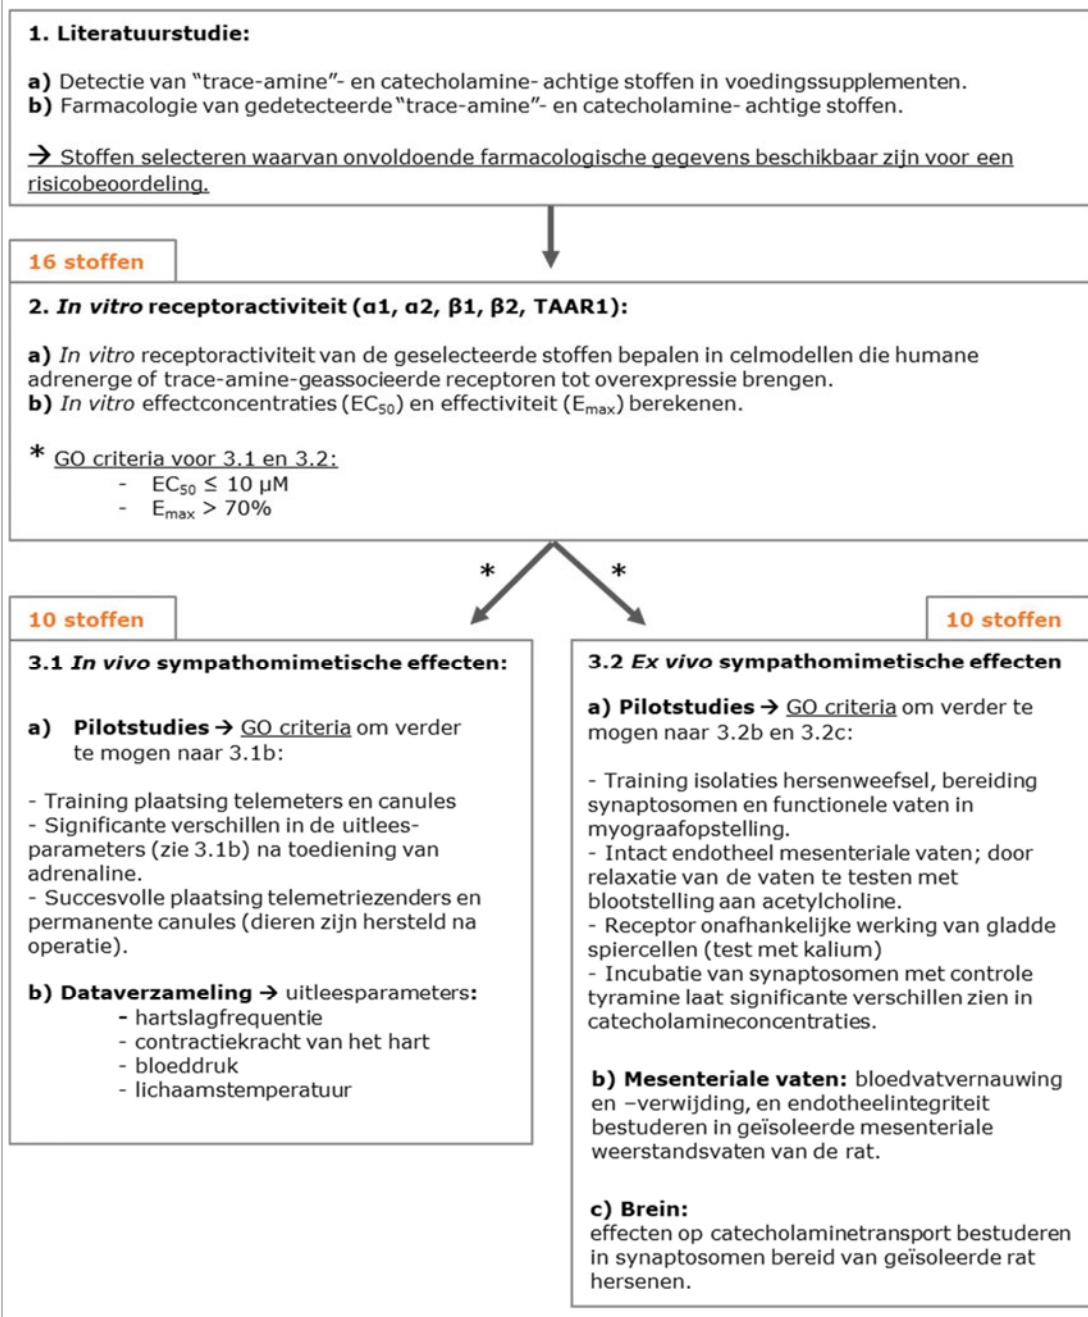 1. Literatuurstudie:
a) Detectie van “trace-amine”- en catecholamine- achtige stoffen in voedingssupplementen.
b) Farmacologie van gedetecteerde “trace-amine”- en catecholamine- achtige stoffen.
→ Stoffen selecteren waarvan onvoldoende farmacologische gegevens beschikbaar zijn voor een
risicobeoordeling.
16 stoffen
2. In vitro receptoractiviteit (α1, α2, β1, β2, TAAR1):
a) In vitro receptoractiviteit van de geselecteerde stoffen bepalen in celmodellen die humane
adrenerge of trace-amine-geassocieerde receptoren tot overexpressie brengen.
b) In vitro effectconcentraties (EC50) en effectiviteit (Emax) berekenen.
* GO criteria voor 3.1 en 3.2:
- EC50 ≤ 10 µM
- Emax > 70%
* *
10 stoffen
3.1 In vivo sympathomimetische effecten:
a) Pilotstudies → GO criteria om verder
te mogen naar 3.1b:
- Training plaatsing telemeters en canules
- Significante verschillen in de uitlees-
parameters (zie 3.1b) na toediening van
adrenaline.
- Succesvolle plaatsing telemetriezenders en
permanente canules (dieren zijn hersteld na
operatie).
b) Dataverzameling → uitleesparameters:
- hartslagfrequentie
- contractiekracht van het hart
- bloeddruk
- lichaamstemperatuur
10 stoffen
3.2 Ex vivo sympathomimetische effecten
a) Pilotstudies → GO criteria om verder te
mogen naar 3.2b en 3.2c:
- Training isolaties hersenweefsel, bereiding
synaptosomen en functionele vaten in
myograafopstelling.
- Intact endotheel mesenteriale vaten; door
relaxatie van de vaten te testen met
blootstelling aan acetylcholine.
- Receptor onafhankelijke werking van gladde
spiercellen (test met kalium)
- Incubatie van synaptosomen met controle
tyramine laat significante verschillen zien in
catecholamineconcentraties.
b) Mesenteriale vaten: bloedvatvernauwing
en –verwijding, en endotheelintegriteit
bestuderen in geïsoleerde mesenteriale
weerstandsvaten van de rat.
c) Brein:
effecten op catecholaminetransport bestuderen
in synaptosomen bereid van geïsoleerde rat
hersenen.